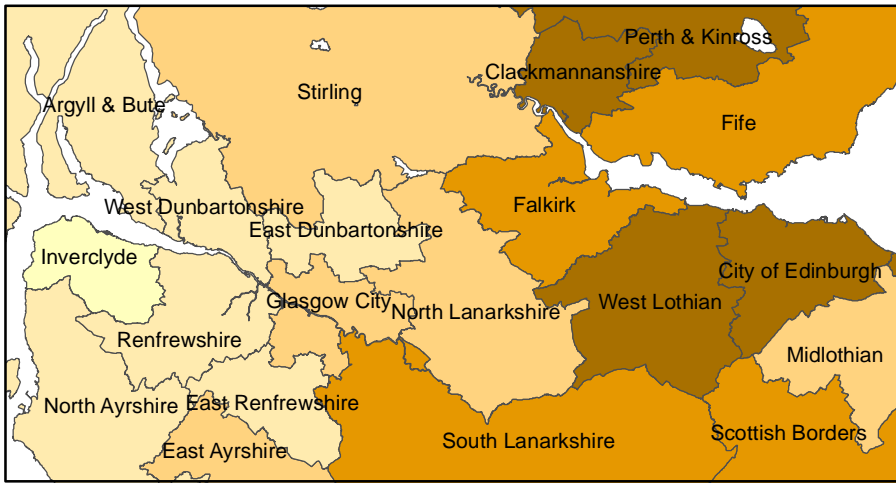 Perth & Kinross
Clackmannanshire
Stirling
Argyll & Bute
Fife
West Dunbartonshire
Falkirk
East Dunbartonshire
Inverclyde
City of Edinburgh
Glasgow City
West Lothian
North Lanarkshire
Renfrewshire
Midlothian
North Ayrshire
East Renfrewshire
Scottish Borders
South Lanarkshire
East Ayrshire